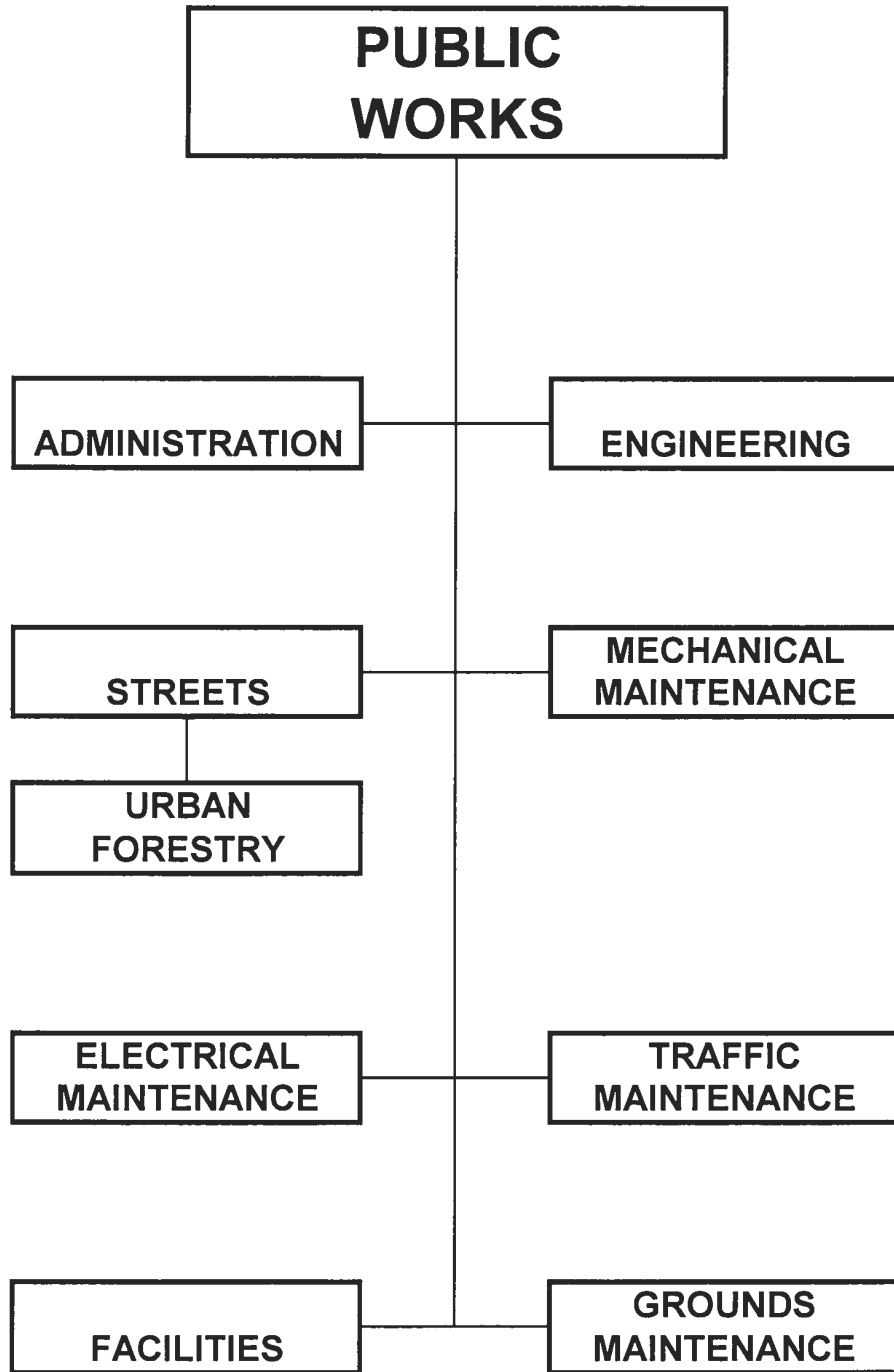 PUBLIC
WORKS
ADMINISTRATION
ENGINEERING
STREETS
MECHANICAL
MAINTENANCE
URBAN
FORESTRY
ELECTRICAL
MAINTENANCE
TRAFFIC
MAINTENANCE
FACILITIES
GROUNDS
MAINTENANCE